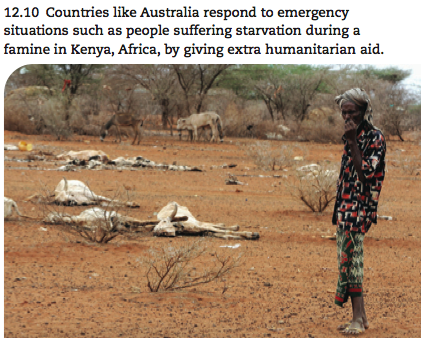 12.10 Countries like Australia respond to emergency
situations such as people suffering starvation during a
famine in Kenya, Africa, by giving extra humanitarian aid.